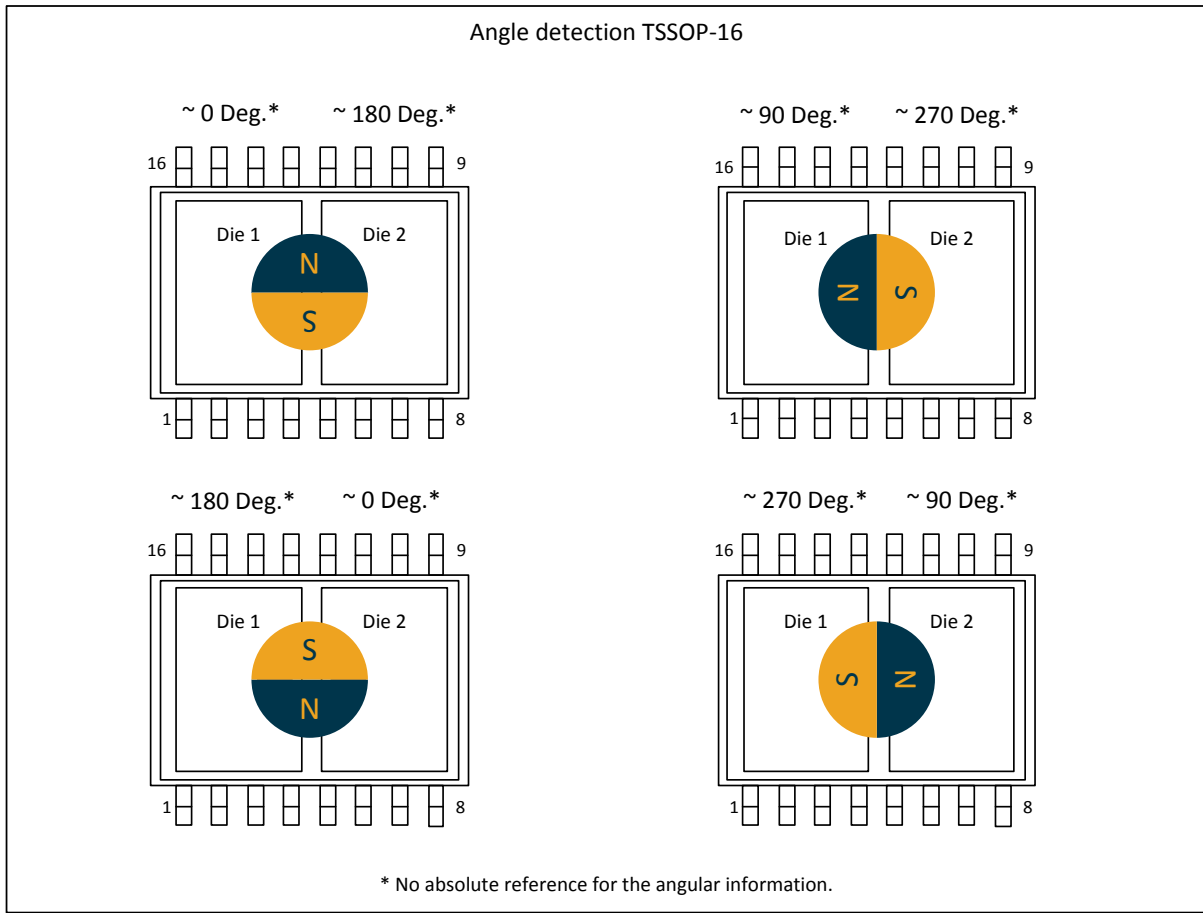 Angle detection TSSOP-16
~ 0 Deg.* ~ 180 Deg.*
16 9
Die 1 Die 2
N
S
1 8
~ 90 Deg.* ~ 270 Deg.*
16 9
Die 1 Die 2
N S
1 8
~ 180 Deg.* ~ 0 Deg.*
16 9
Die 1 Die 2
S
N
1 8
~ 270 Deg.* ~ 90 Deg.*
16 9
Die 1 Die 2
S N
1 8
* No absolute reference for the angular information.